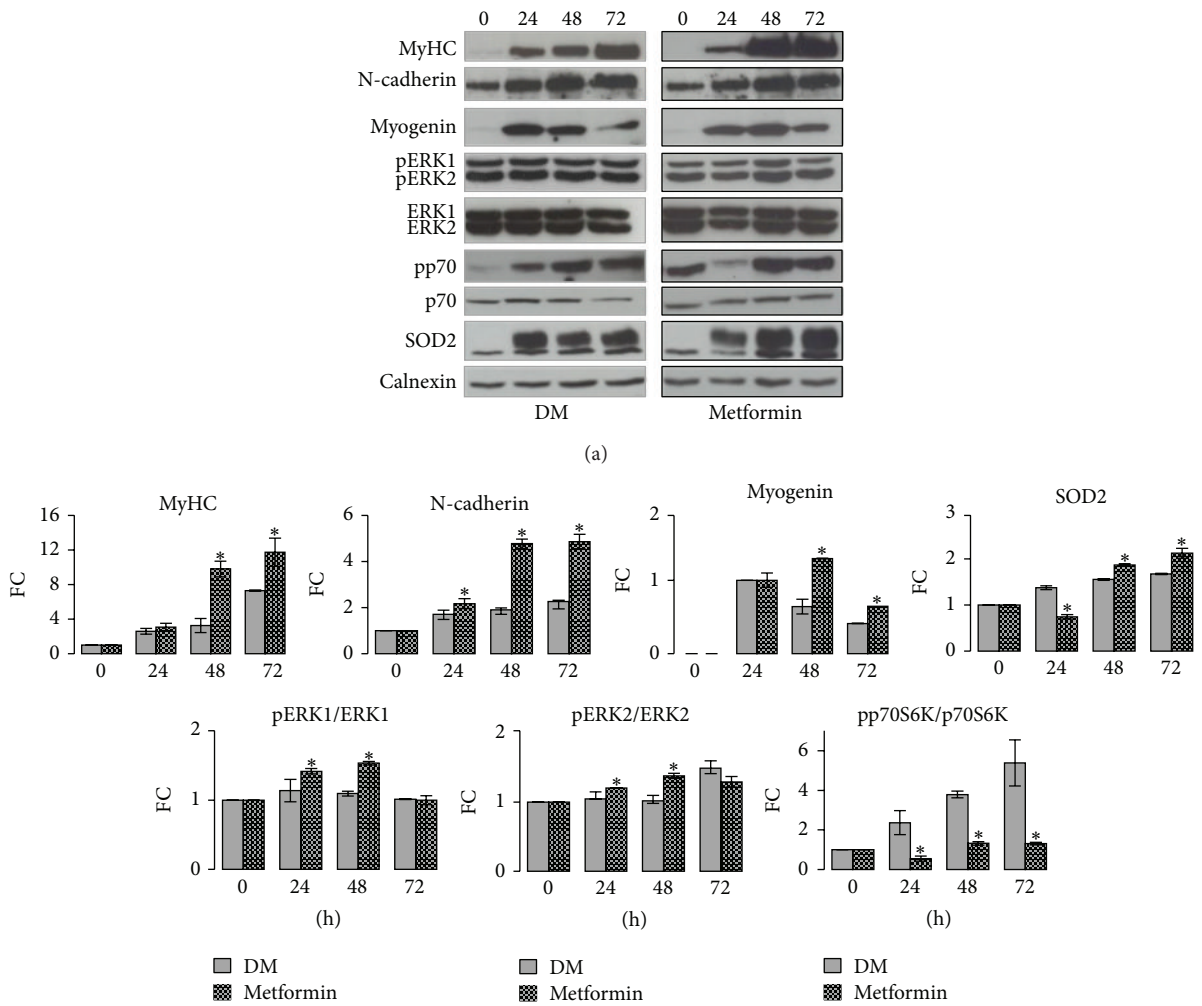 0 24 48 72 0 24 48 72
MyHC
N-cadherin
Myogenin
pERK1
pERK2
ERK1
ERK2
pp70
p70
SOD2
Calnexin
DM Metformin
(a)
MyHC
16
12
8
4
0
FC
* *
0 24 48 72
N-cadherin
6
4
2
0
FC
* * *
0 24 48 72
Myogenin
2
1
0
FC
* *
0 24 48 72
SOD2
3
2
1
0
FC
* * *
0 24 48 72
pERK1/ERK1
2
1
0
FC
* *
0 24 48 72
(h)
DM
Metformin
pERK2/ERK2
2
1
0
FC
* *
0 24 48 72
(h)
DM
Metformin
pp70S6K/p70S6K
6
4
2
0
FC
* * *
0 24 48 72
(h)
DM
Metformin